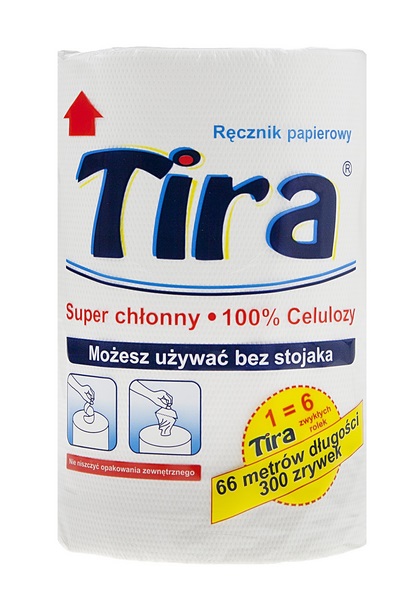 Ręcznik papierowy
Tira®
Super chłonny • 100% Celulozy
Możesz używać bez stojaka
1 = 6
zwykłych
rolek
Tira
66 metrów długości
300 zrywek
Nie niszczyć opakowania zewnętrznego